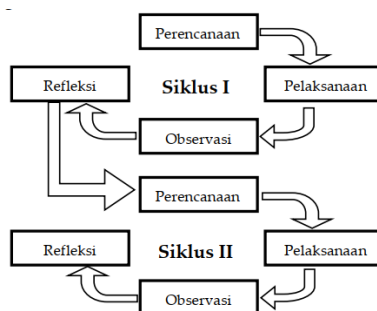 Perencanaan
Refleksi
Siklus I
Pelaksanaan
Observasi
Perencanaan
Refleksi
Siklus II
Pelaksanaan
Observasi